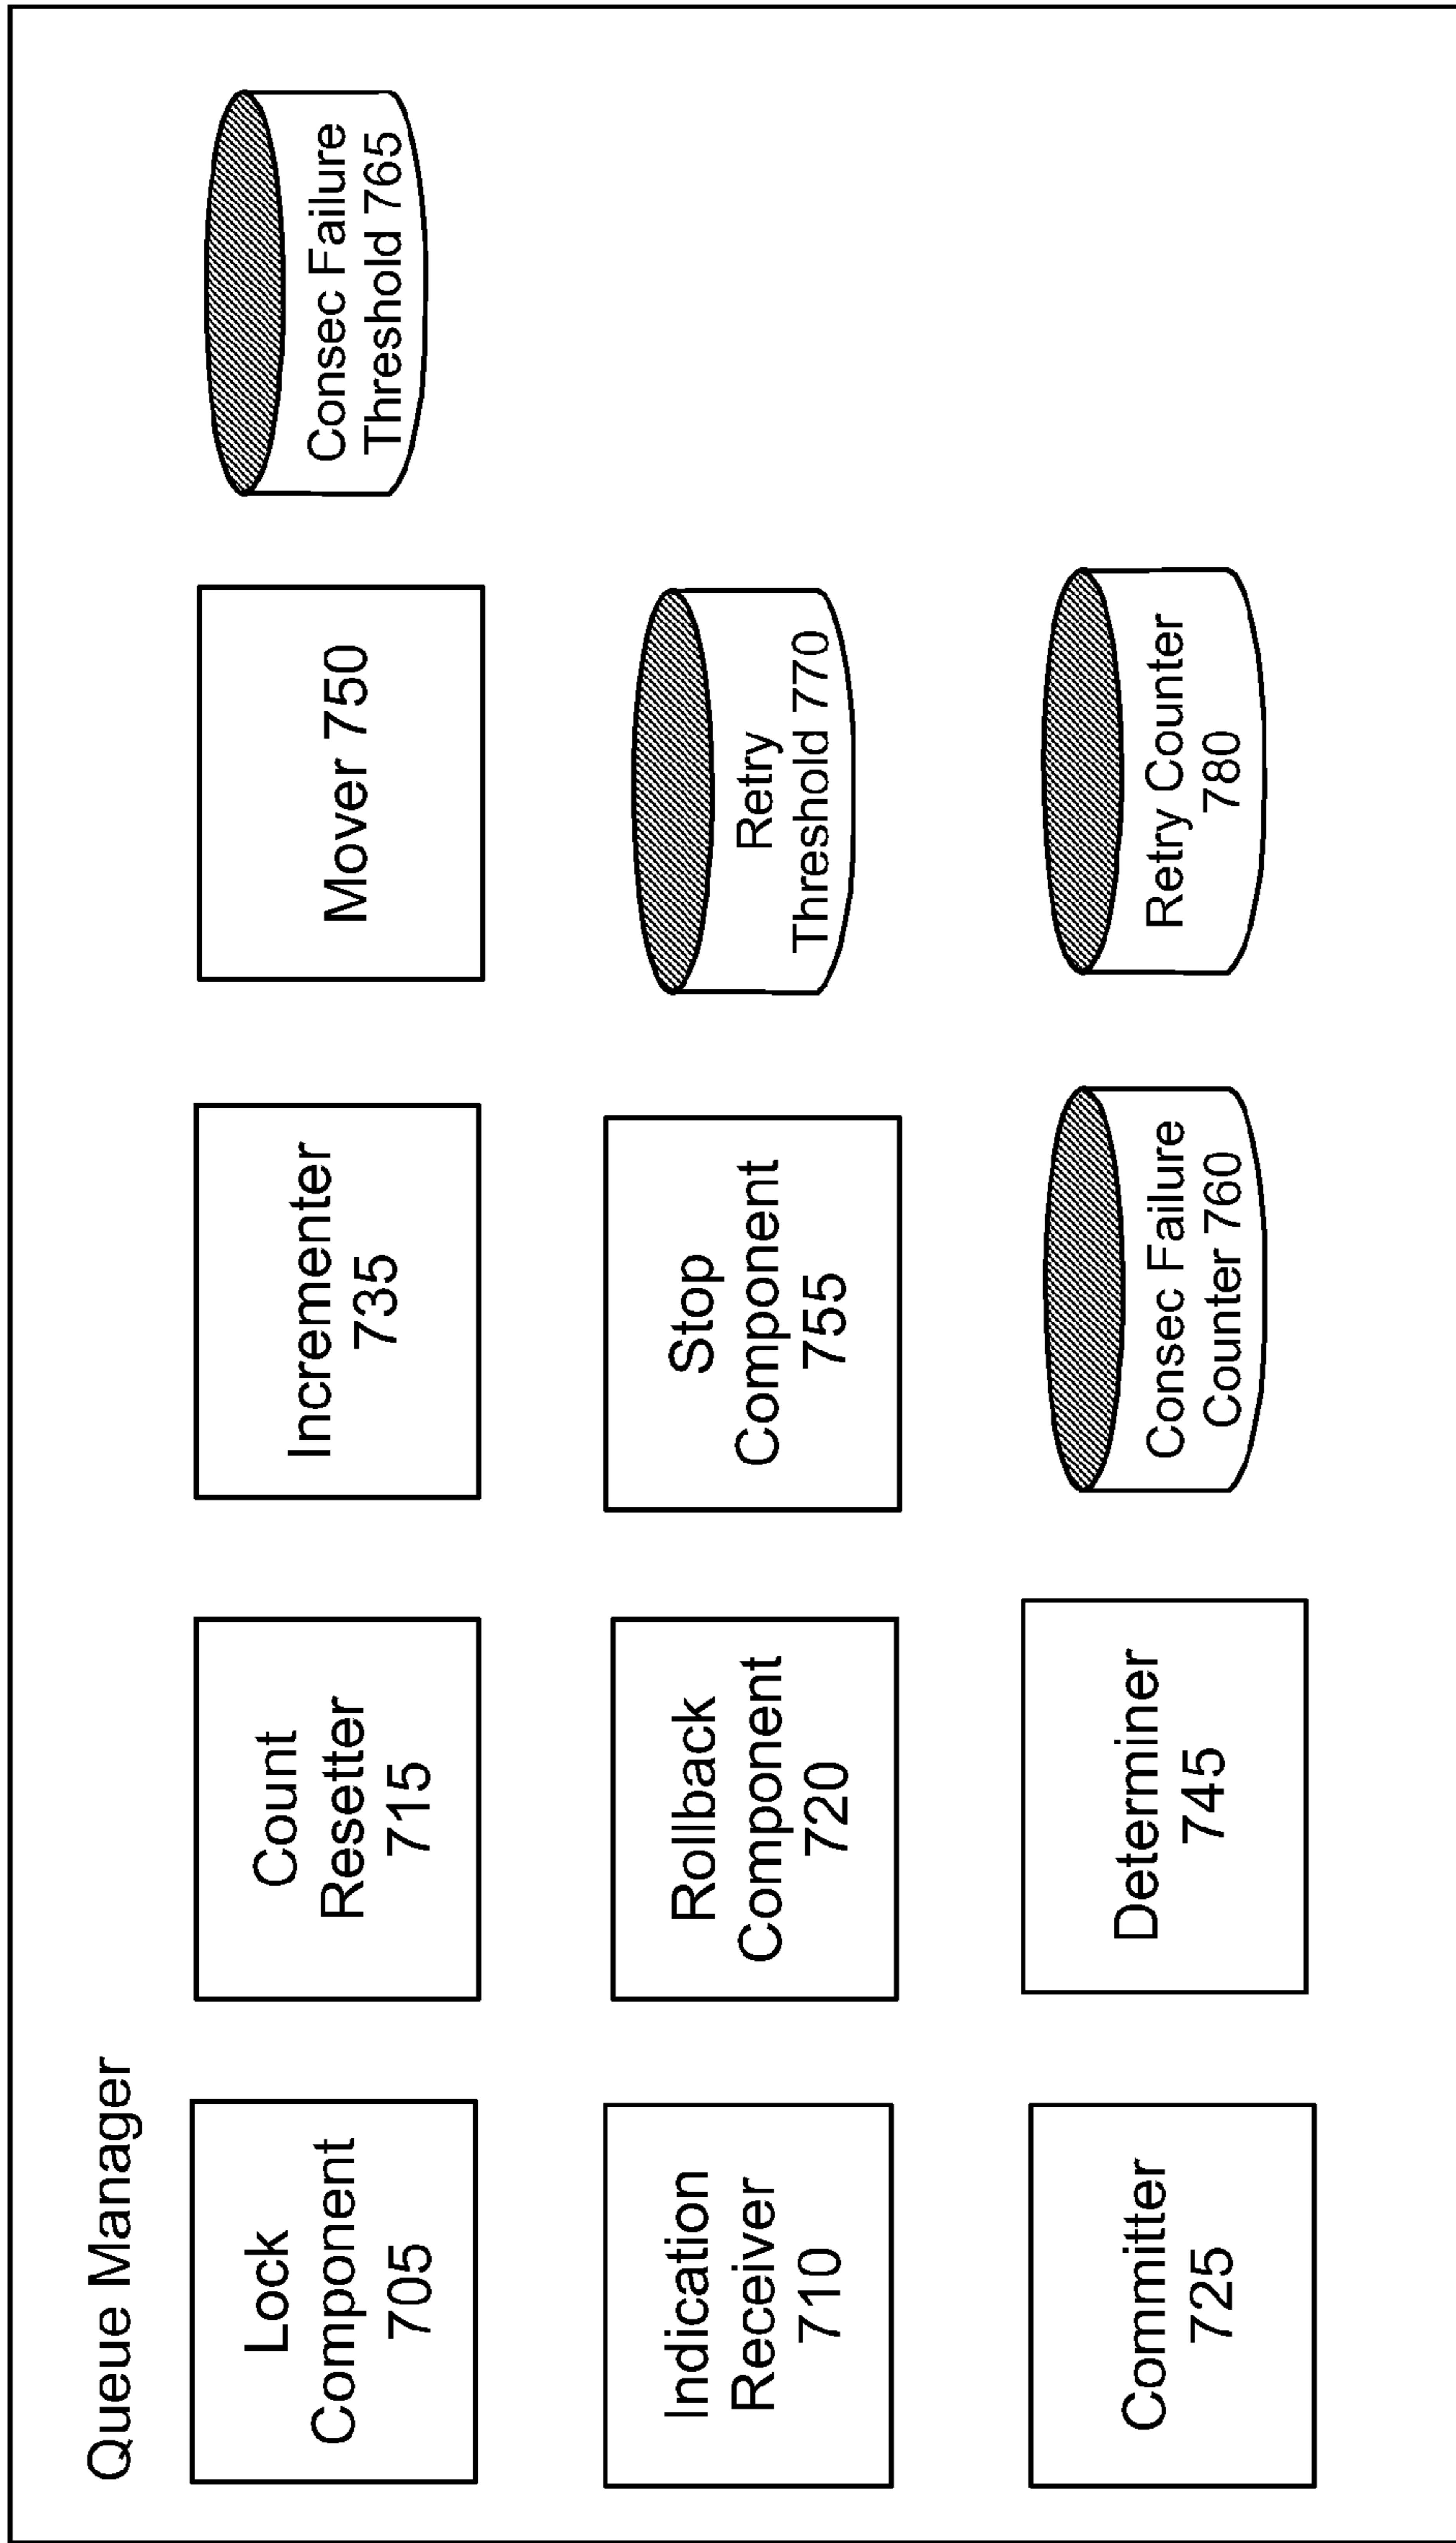 Queue Manager
Lock
Component
705
Count
Resetter
715
Incrementer
735
Mover 750
Consec Failure
Threshold 765
Indication
Receiver
710
Rollback
Component
720
Stop
Component
755
Retry
Threshold 770
Committer
725
Determiner
745
Consec Failure
Counter 760
Retry Counter
780